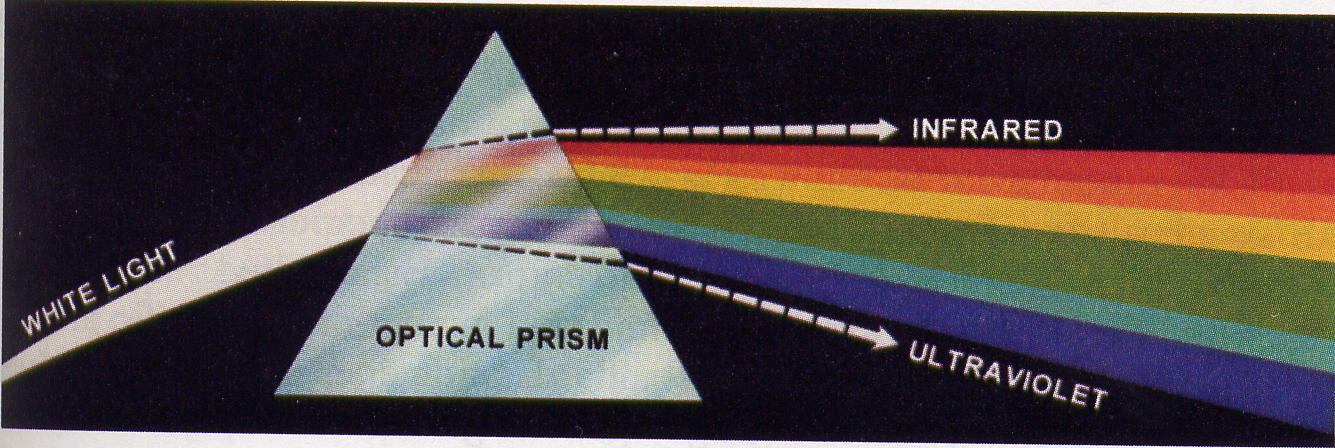 WHITE LIGHT
OPTICAL PRISM
INFRARED
ULTRAVIOLET